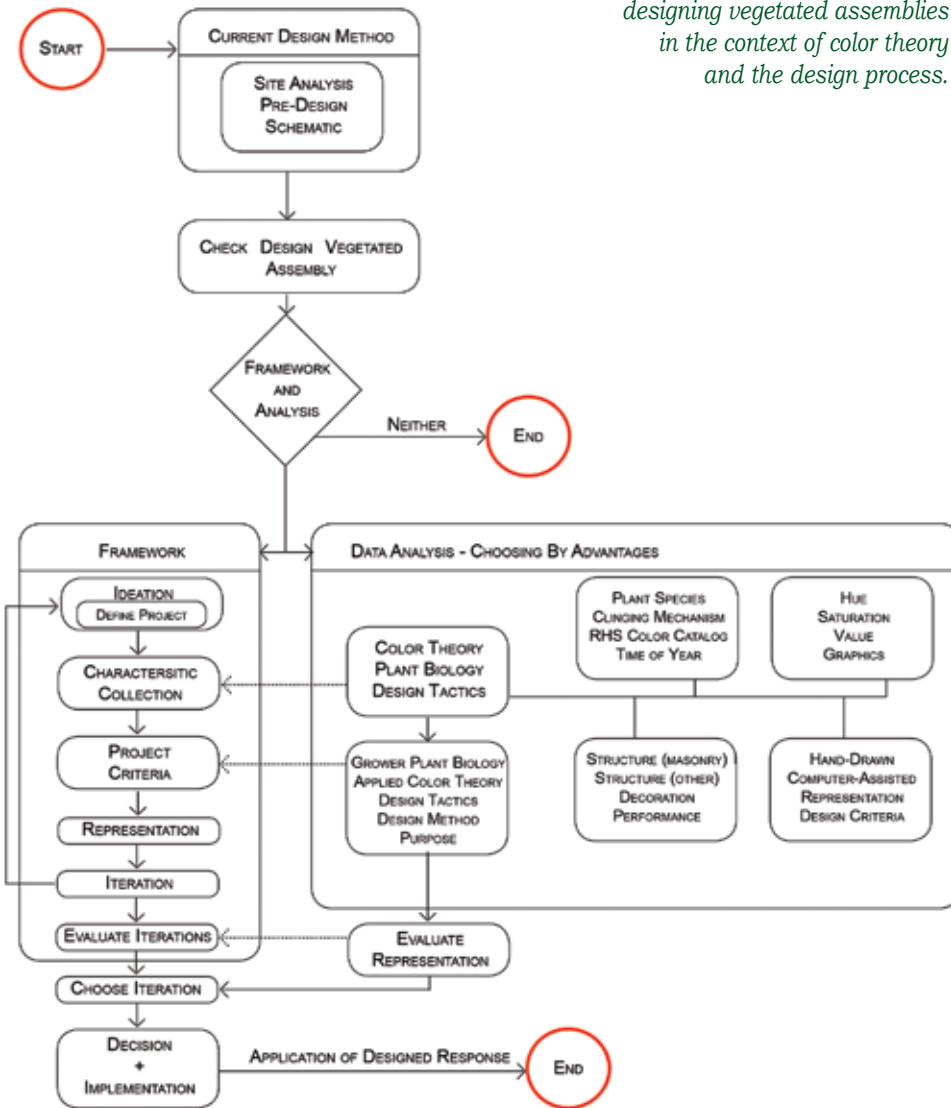 designing vegetated assemblies
in the context of color theory
and the design process.
START
CURRENT DESIGN METHOD
SITE ANALYSIS
PRE-DESIGN
SCHEMATIC
CHECK DESIGN VEGETATED
ASSEMBLY
FRAMEWORK
AND
ANALYSIS
NEITHER
END
FRAMEWORK
IDEATION
DEFINE PROJECT
CHARACTERSITIC
COLLECTION
PROJECT
CRITERIA
REPRESENTATION
ITERATION
EVALUATE ITERATIONS
CHOOSE ITERATION
DECISION
+
IMPLEMENTATION
DATA ANALYSIS - CHOOSING BY ADVANTAGES
COLOR THEORY
PLANT BIOLOGY
DESIGN TACTICS
GROWER PLANT BIOLOGY
APPLIED COLOR THEORY
DESIGN TACTICS
DESIGN METHOD
PURPOSE
PLANT SPECIES
CLINGING MECHANISM
RHS COLOR CATALOG
TIME OF YEAR
HUE
SATURATION
VALUE
GRAPHICS
STRUCTURE (MASONRY)
STRUCTURE (OTHER)
DECORATION
PERFORMANCE
HAND-DRAWN
COMPUTER-ASSISTED
REPRESENTATION
DESIGN CRITERIA
EVALUATE
REPRESENTATION
APPLICATION OF DESIGNED RESPONSE
END